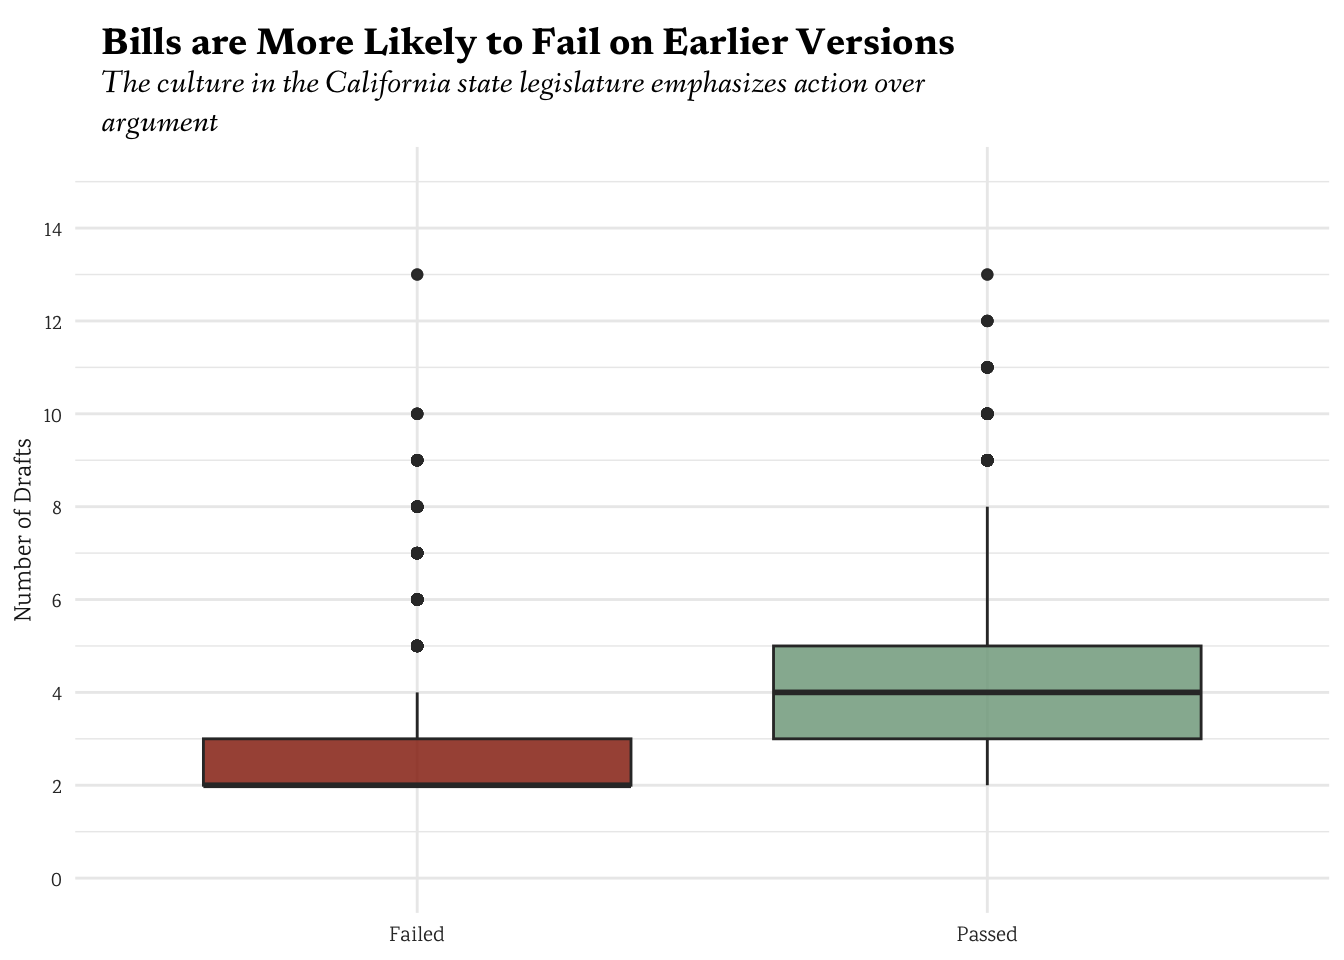 Bills are More Likely to Fail on Earlier Versions
The culture in the California state legislature emphasizes action over
argument
Number of Drafts
14
12
10
8
6
4
2
0
Failed
Passed